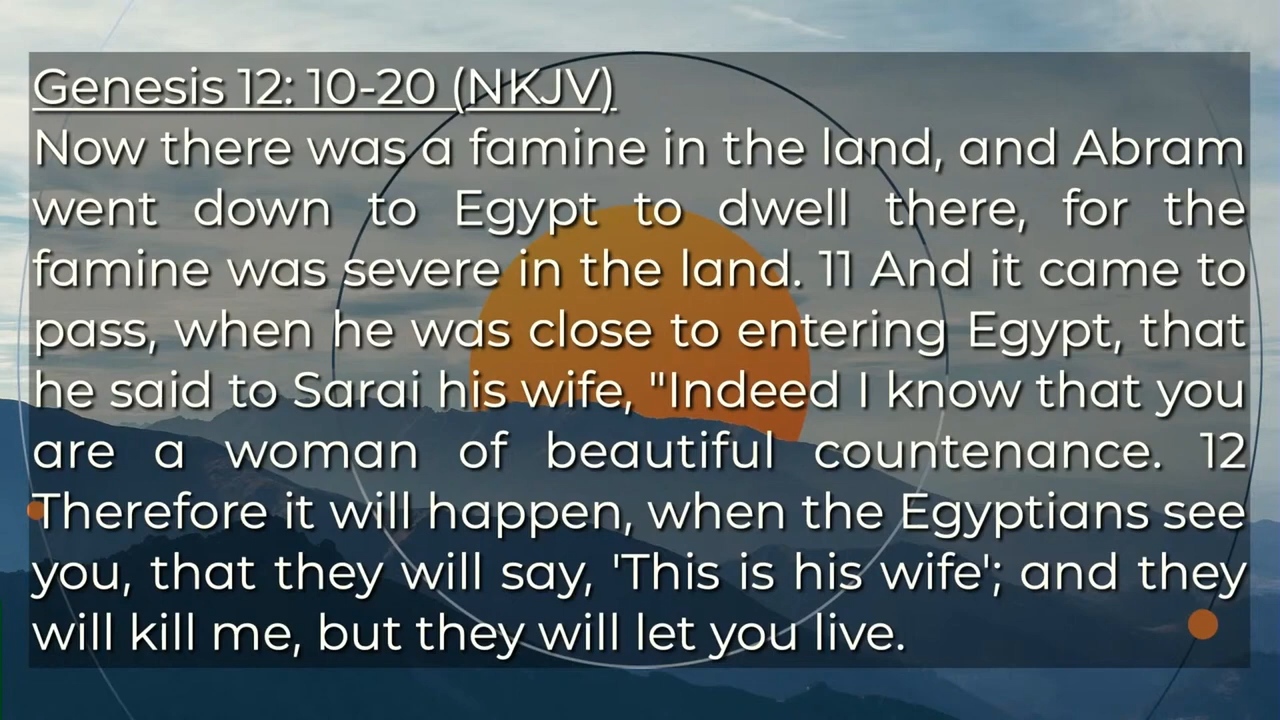 Genesis 12: 10-20 (NKJV)
Now there was a famine in the land, and Abram
went down to Egypt to dwell there, for the
famine was severe in the land. 11 And it came to
pass, when he was close to entering Egypt, that
he said to Sarai his wife, "Indeed I know that you
are a woman of beautiful countenance. 12
Therefore it will happen, when the Egyptians see
you, that they will say, 'This is his wife'; and they
will kill me, but they will let you live.